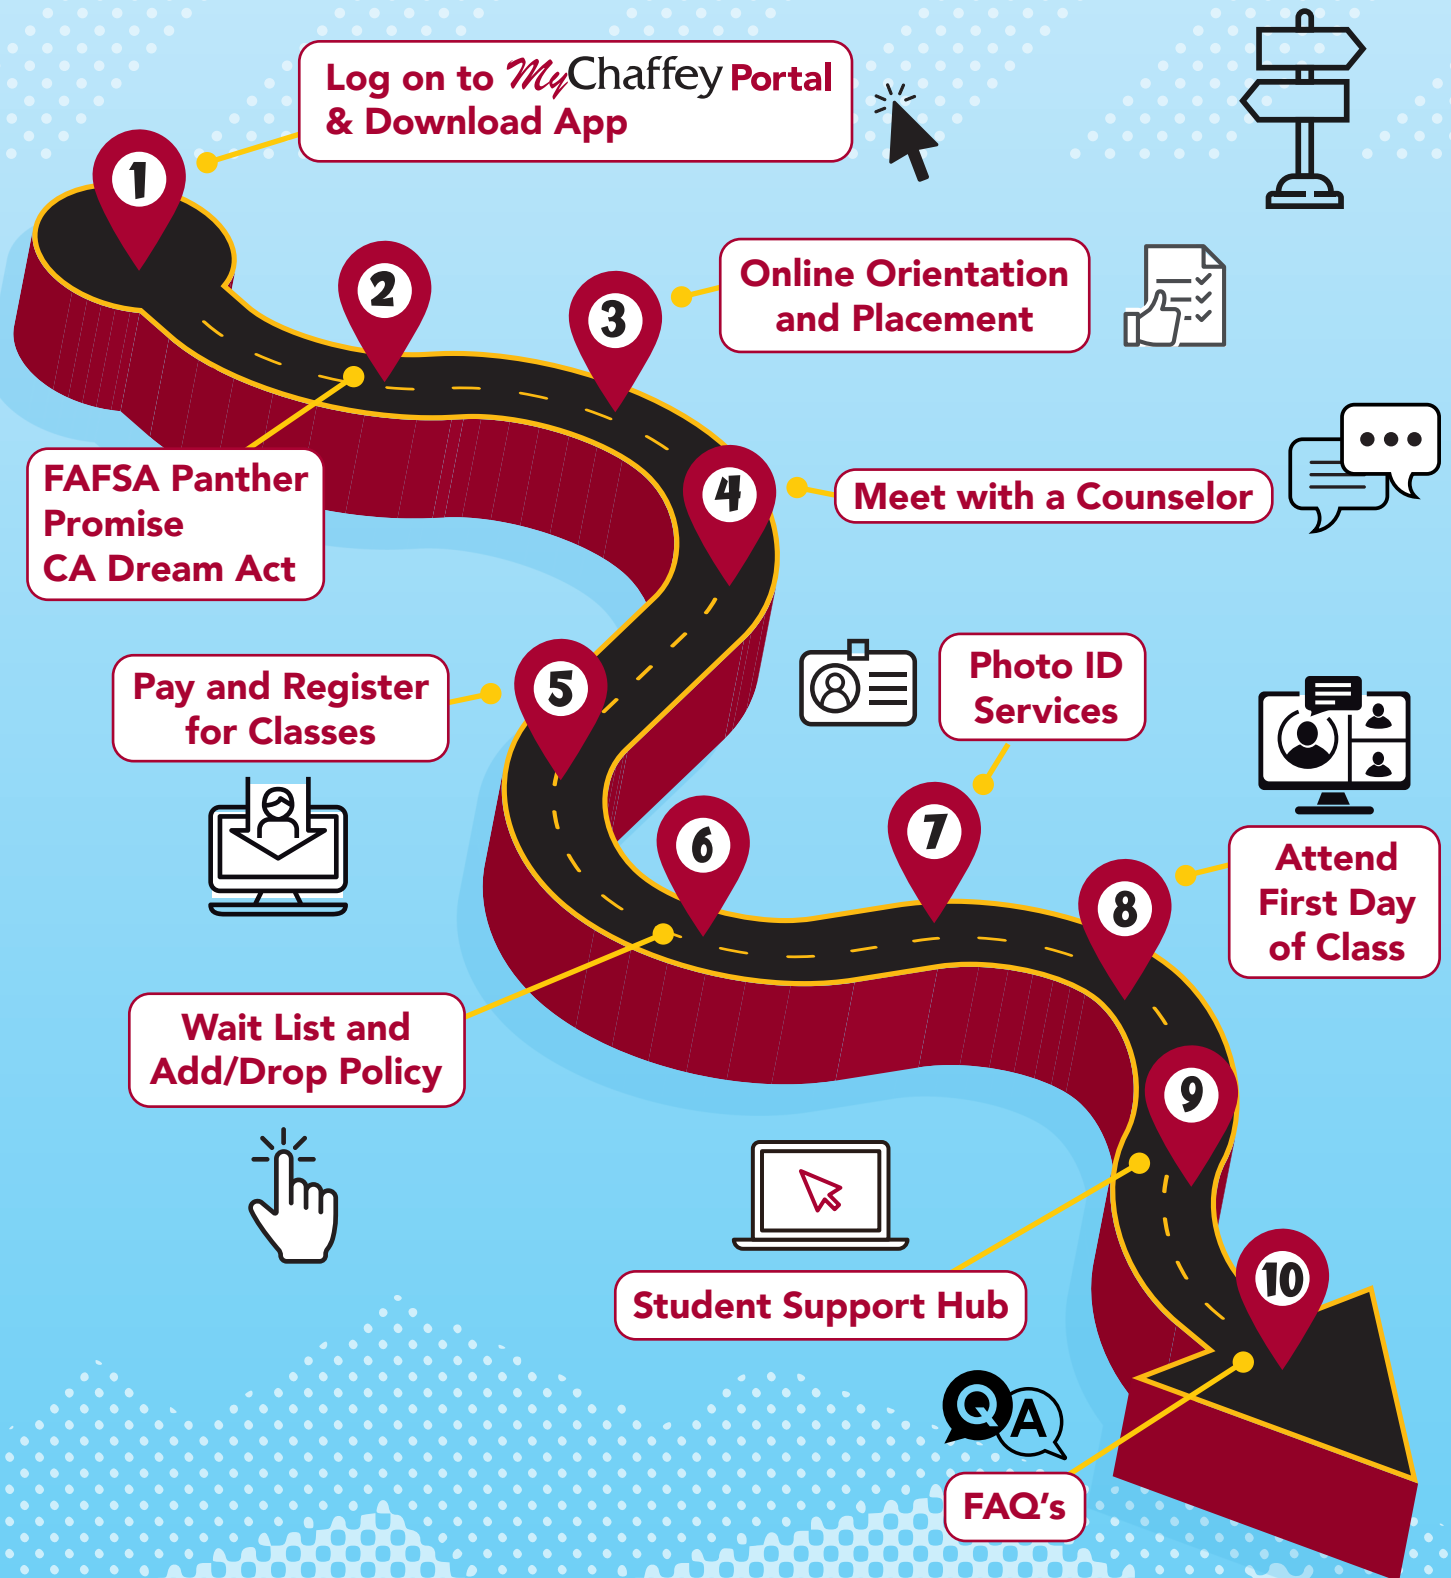 1
Log on to MyChaffey Portal
& Download App
2
FAFSA Panther
Promise
CA Dream Act
3
Online Orientation
and Placement
4
Meet with a Counselor
5
Pay and Register
for Classes
6
Wait List and
Add/Drop Policy
7
Photo ID
Services
8
Attend
First Day
of Class
9
Student Support Hub
10
Q A
FAQ's